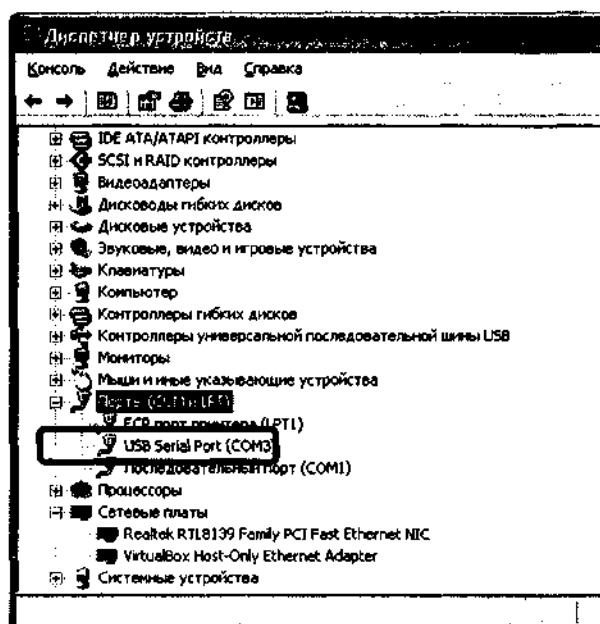 Диспетчер устройств
Консоль Действие Вид Справка
IDE ATA/ATAPI контроллеры
SCSI и RAID контроллеры
Видеоадаптеры
Дисководы гибких дисков
Дисковые устройства
Звуковые, видео и игровые устройства
Клавиатуры
Компьютер
Контроллеры гибких дисков
Контроллеры универсальной последовательной шины USB
Мониторы
Мыши и иные указывающие устройства
Порты (COM и LPT)
ECP порт принтера (LPT1)
USB Serial Port (COM3
Последовательный порт (COM1)
Процессоры
Сетевые платы
Realtek RTL8139 Family PCI Fast Ethernet NIC
VirtualBox Host-Only Ethernet Adapter
Системные устройства